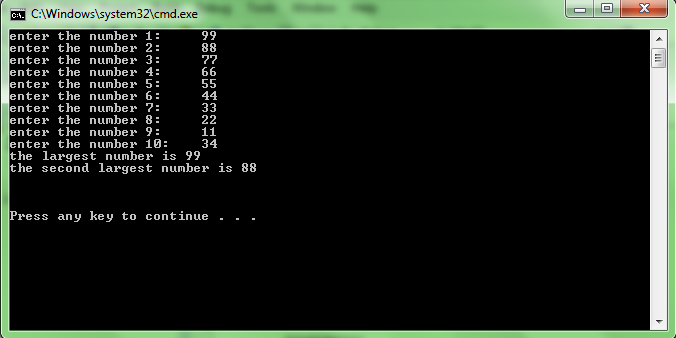 C:\Windows\system32\cmd.exe
enter the number 1:     99
enter the number 2:     88
enter the number 3:     77
enter the number 4:     66
enter the number 5:     55
enter the number 6:     44
enter the number 7:     33
enter the number 8:     22
enter the number 9:     11
enter the number 10:    34
the largest number is 99
the second largest number is 88
Press any key to continue . . .